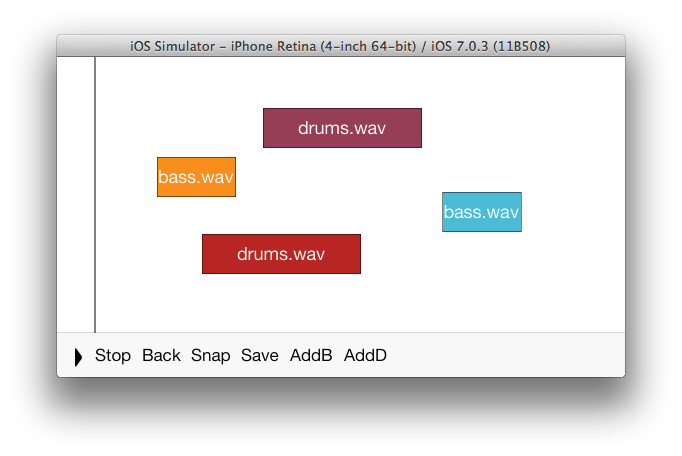 iOS Simulator – iPhone Retina (4-inch 64-bit) / iOS 7.0.3 (11B508)
drums.wav
bass.wav
bass.wav
drums.wav
Stop Back Snap Save AddB AddD